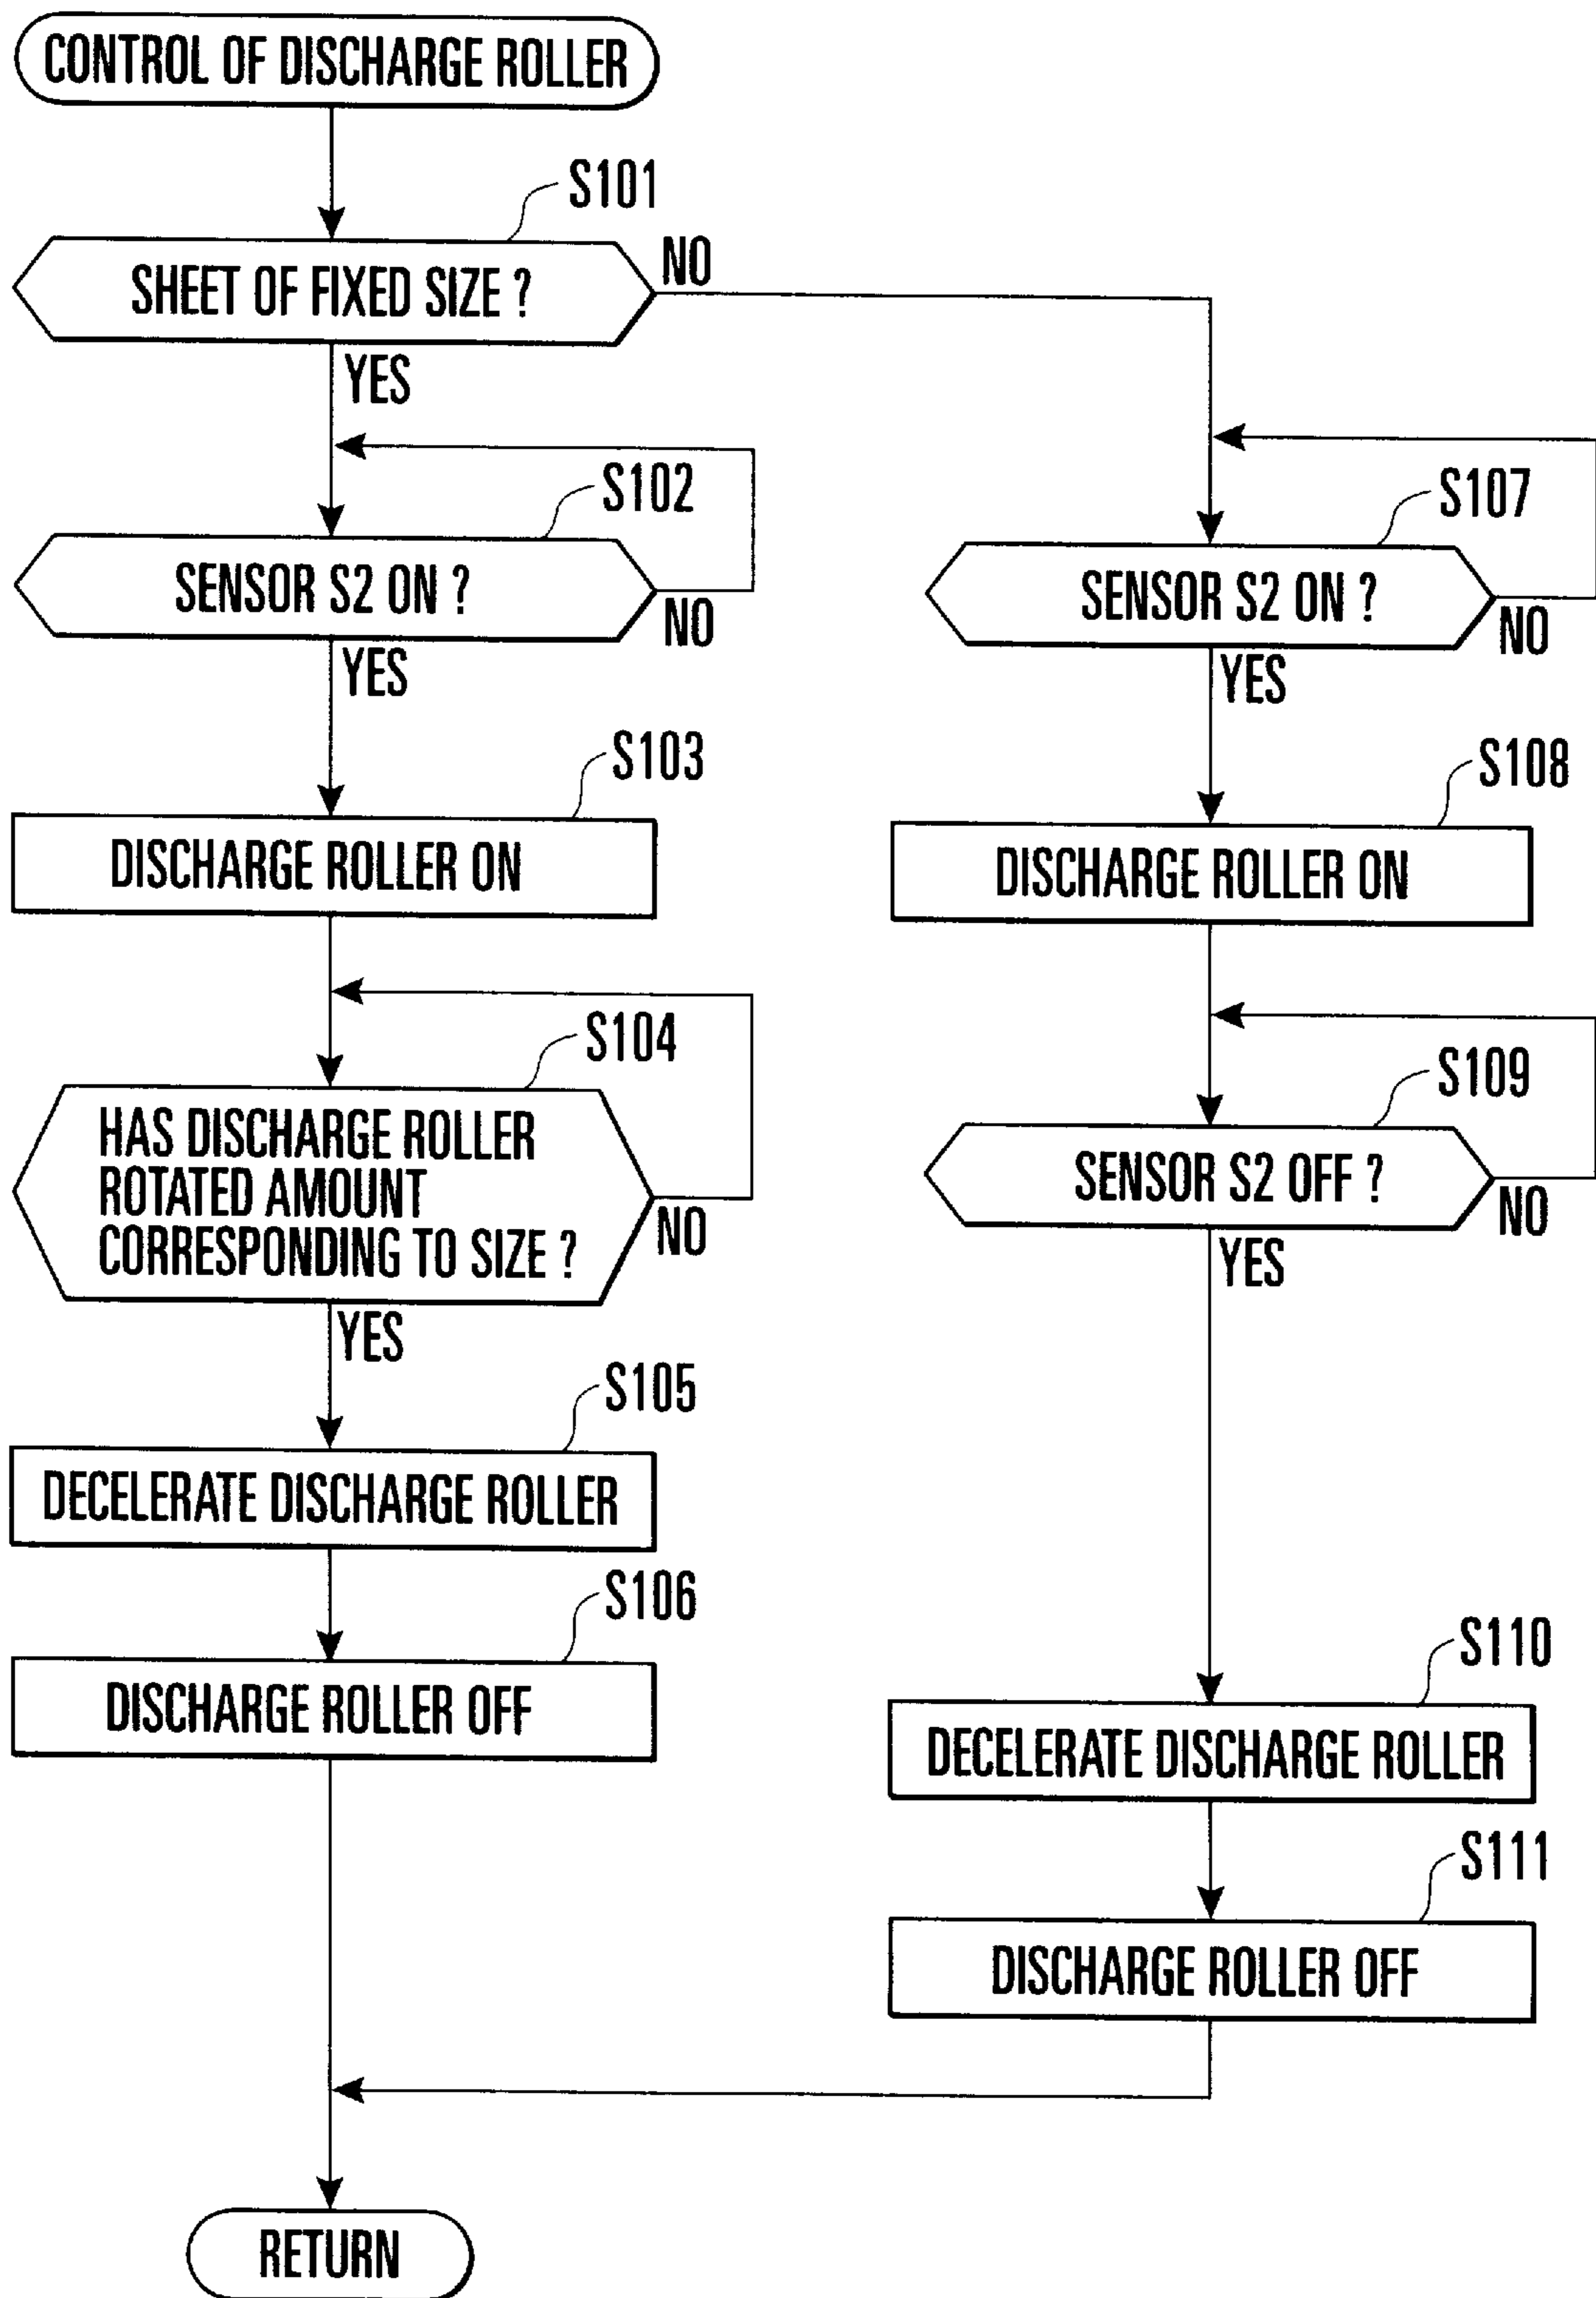 CONTROL OF DISCHARGE ROLLER
S101
SHEET OF FIXED SIZE ?
NO
YES
S102
SENSOR S2 ON ?
NO
YES
S103
DISCHARGE ROLLER ON
S104
HAS DISCHARGE ROLLER
ROTATED AMOUNT
CORRESPONDING TO SIZE ?
NO
YES
S105
DECELERATE DISCHARGE ROLLER
S106
DISCHARGE ROLLER OFF
S107
SENSOR S2 ON ?
NO
YES
S108
DISCHARGE ROLLER ON
S109
SENSOR S2 OFF ?
NO
YES
S110
DECELERATE DISCHARGE ROLLER
S111
DISCHARGE ROLLER OFF
RETURN